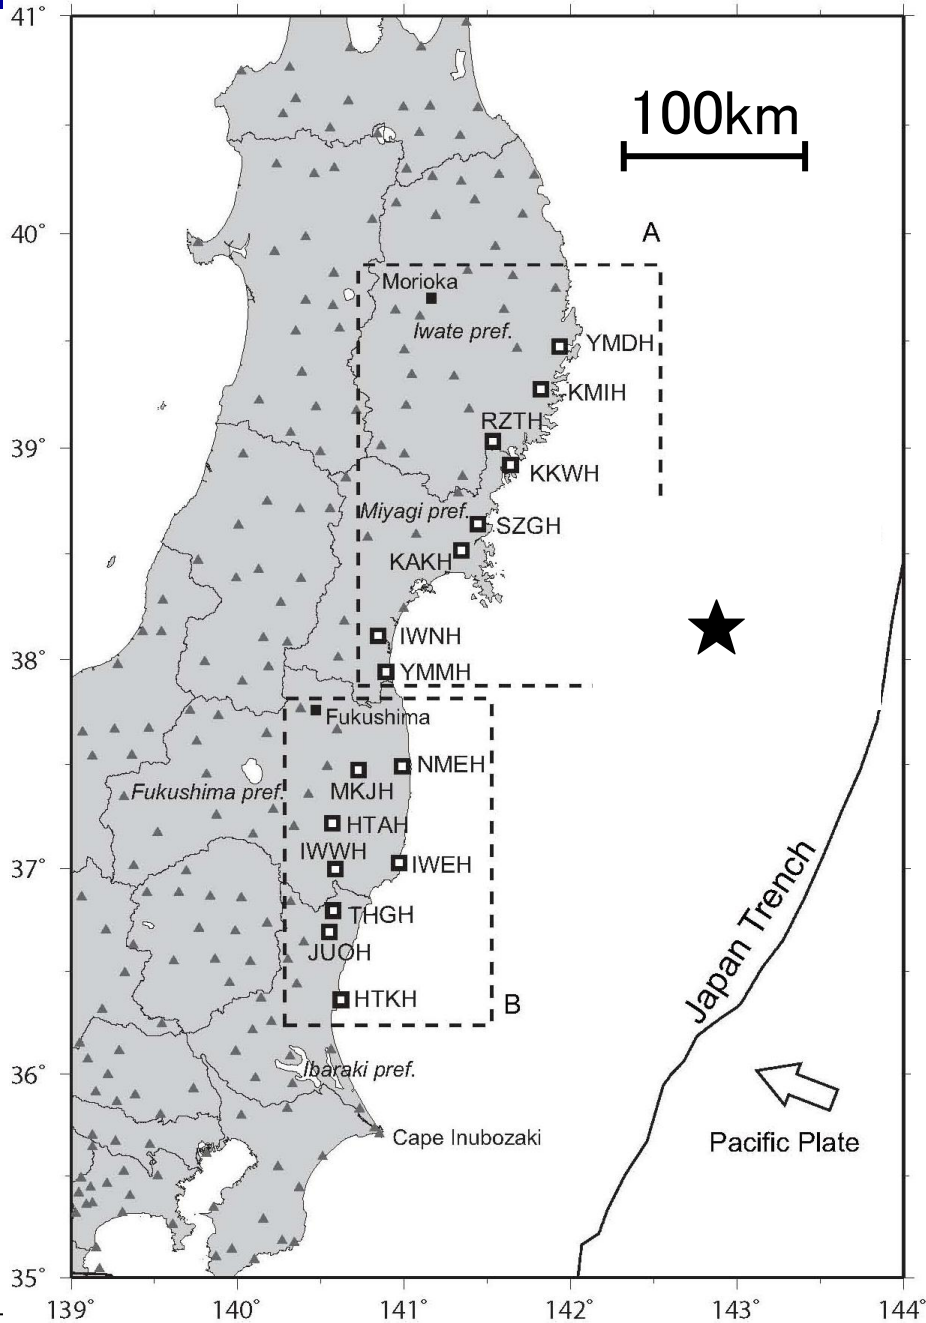 41°
100km
40°
A
Morioka
Iwate pref.
YMDH
KMIH
RZTH
39°
KKWH
Miyagi pref.
SZGH
KAKH
IWNH
38°
YMMH
Fukushima
NMEH
MKJH
Fukushima pref.
HTAH
IWWH
37°
IWEH
THGH
JUOH
HTKH
B
Japan Trench
36°
Ibaraki pref.
Cape Inubozaki
Pacific Plate
35°
139° 140° 141° 142° 143° 144°